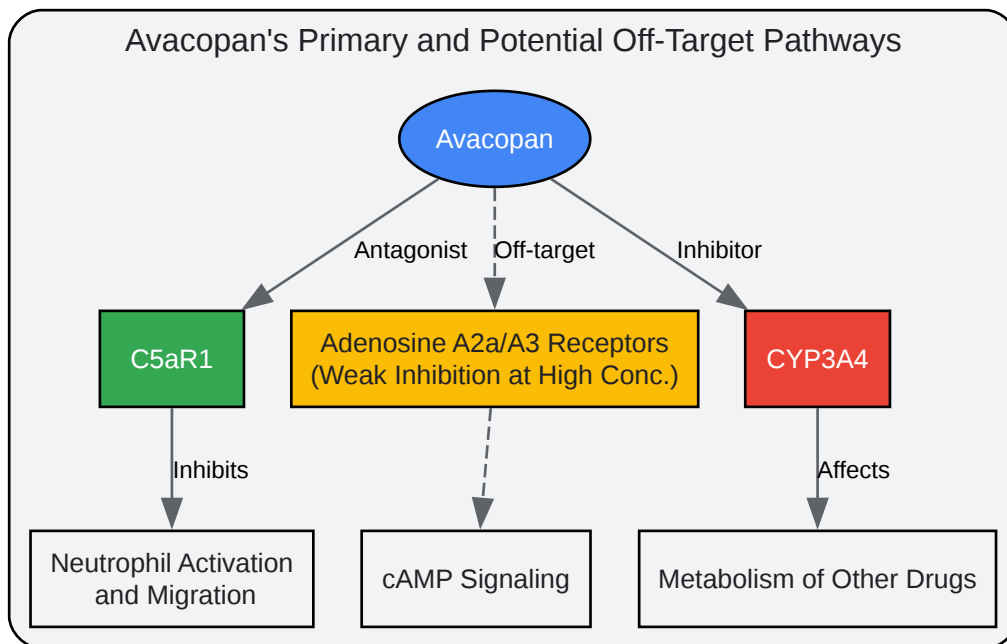 Avacopan's Primary and Potential Off-Target Pathways
Avacopan
Antagonist
Off-target
Inhibitor
C5aR1
Adenosine A2a/A3 Receptors
(Weak Inhibition at High Conc.)
CYP3A4
Inhibits
Affects
Neutrophil Activation
and Migration
cAMP Signaling
Metabolism of Other Drugs